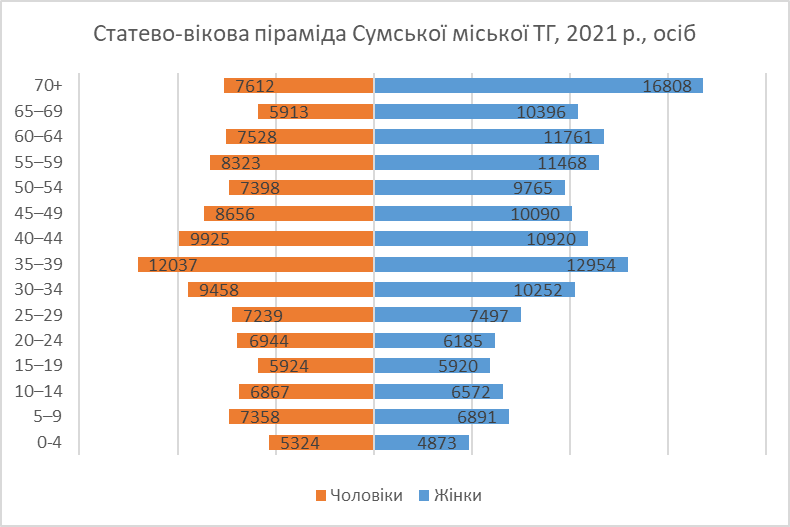 Статево-вікова піраміда Сумської міської ТГ, 2021 р., осіб
70+ 7612 16808
65–69 5913 10396
60–64 7528 11761
55–59 8323 11468
50–54 7398 9765
45–49 8656 10090
40–44 9925 10920
35–39 12037 12954
30–34 9458 10252
25–29 7239 7497
20–24 6944 6185
15–19 5924 5920
10–14 6867 6572
5–9 7358 6891
0-4 5324 4873
Чоловіки Жінки